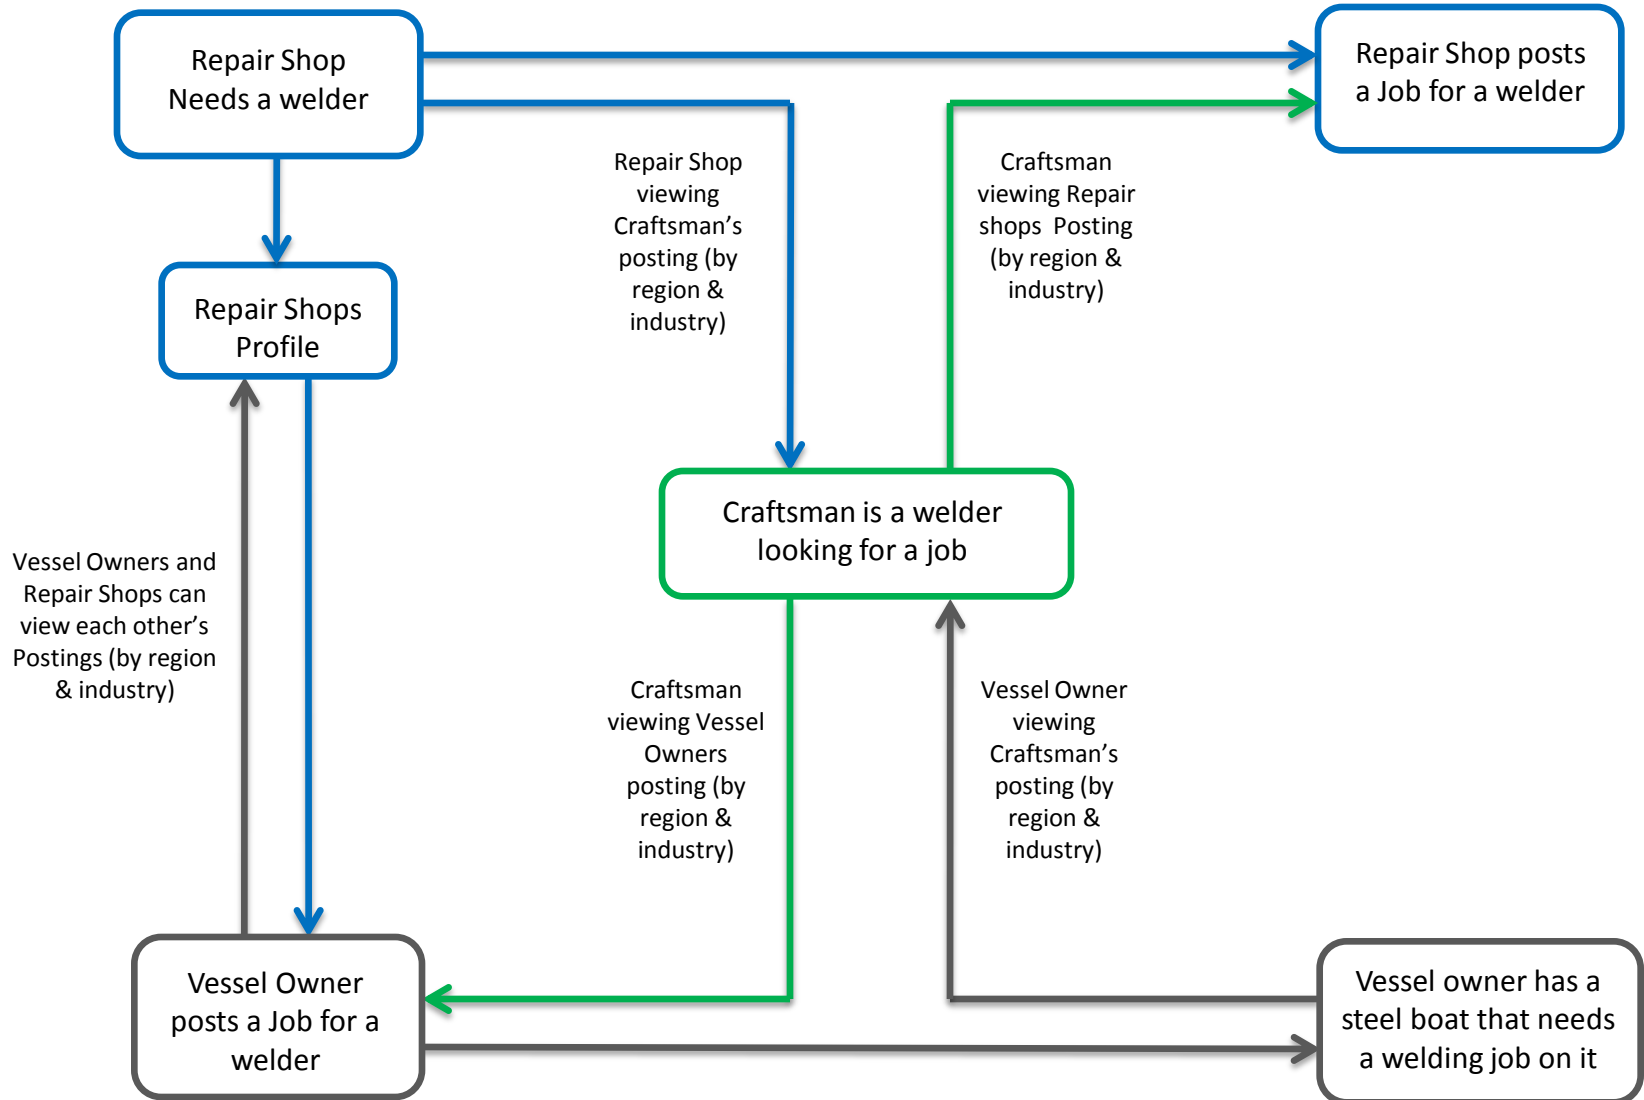 Repair Shop
Needs a welder
Repair Shop posts
a Job for a welder
Repair Shop
viewing
Craftsman's
posting (by
region &
industry)
Craftsman
viewing Repair
shops  Posting
(by region &
industry)
Repair Shops
Profile
Craftsman is a welder
looking for a job
Vessel Owners and
Repair Shops can
view each other's
Postings (by region
& industry)
Craftsman
viewing Vessel
Owners
posting (by
region &
industry)
Vessel Owner
viewing
Craftsman's
posting (by
region &
industry)
Vessel Owner
posts a Job for a
welder
Vessel owner has a
steel boat that needs
a welding job on it